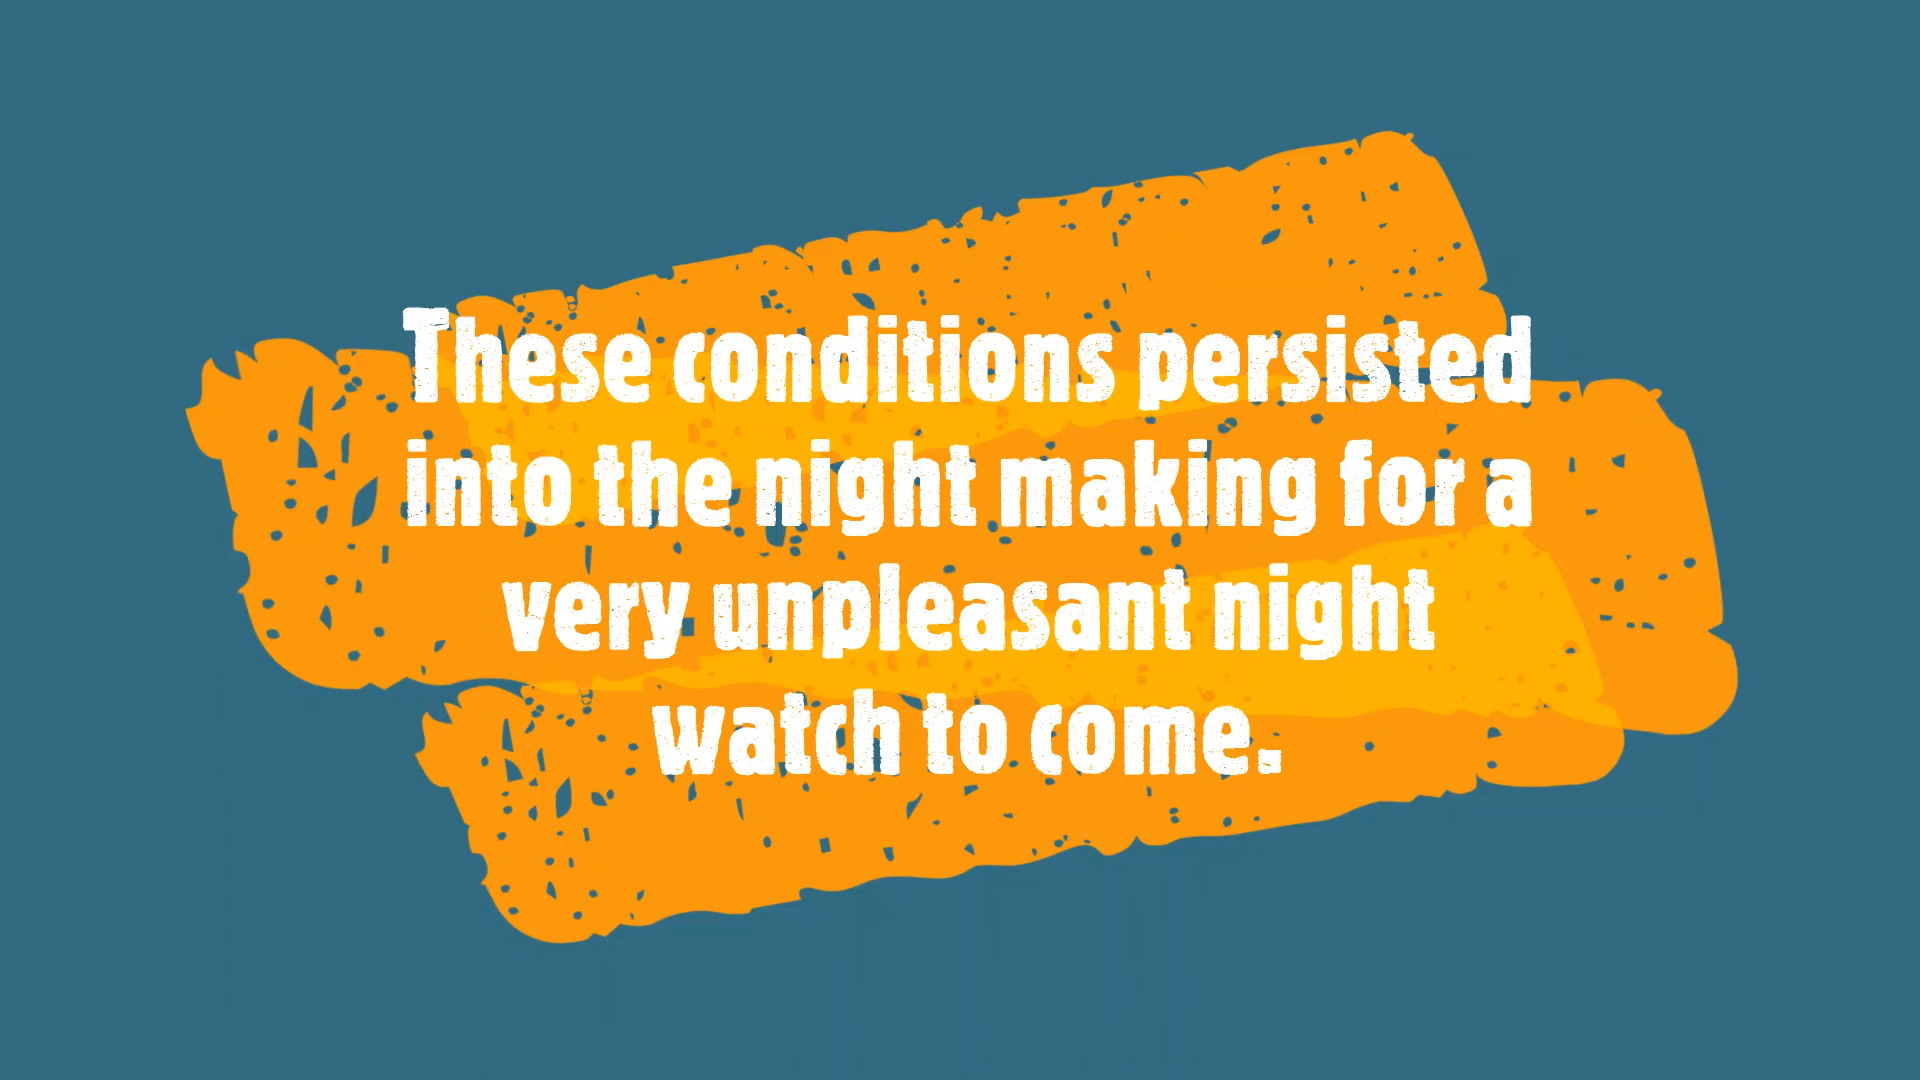 These conditions persisted
into the night making for a
very unpleasant night
watch to come.